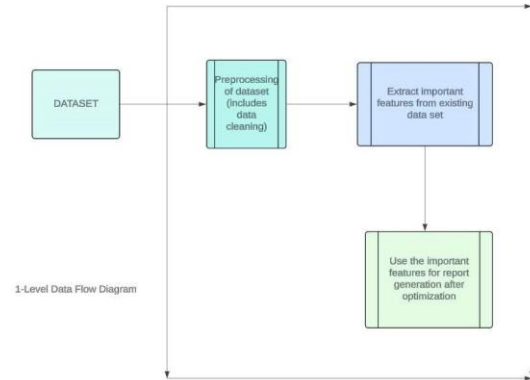 DATASET
Preprocessing
of dataset
(includes
data
cleaning)
Extract important
features from existing
data set
Use the important
features for report
generation after
optimization
1-Level Data Flow Diagram